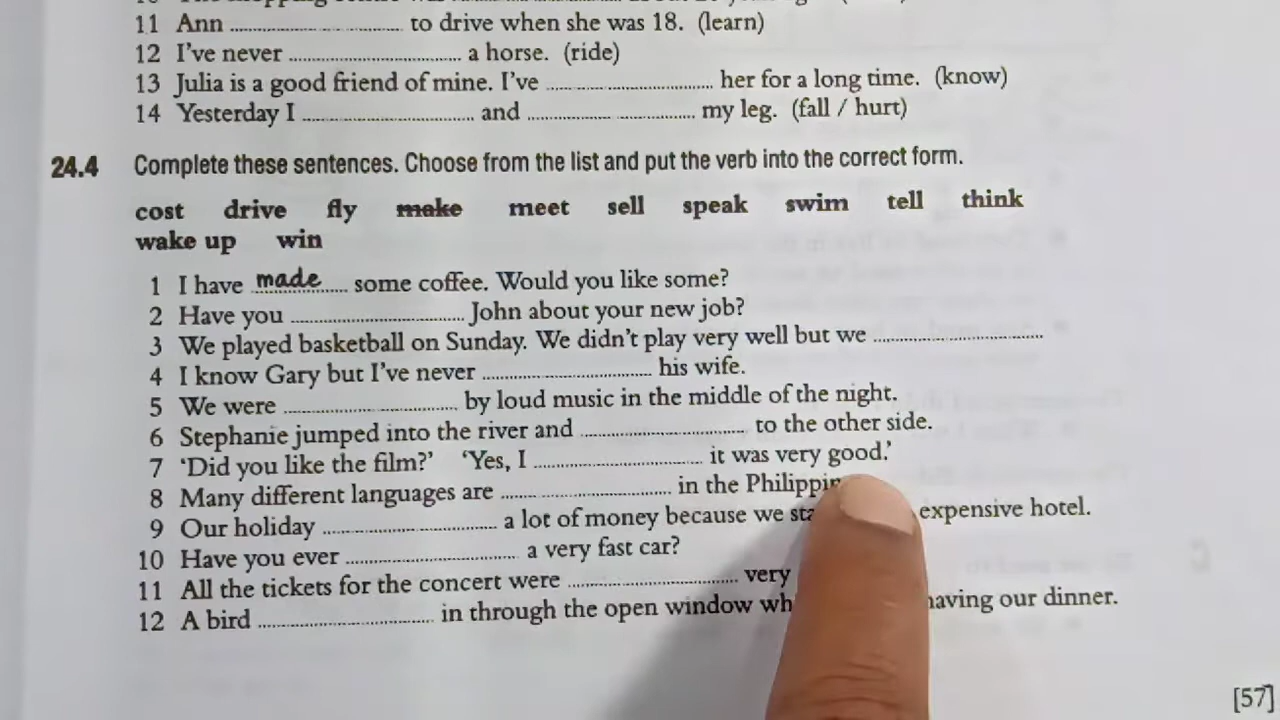 11 Ann .............................. to drive when she was 18. (learn)
12 I've never .............................. a horse. (ride)
13 Julia is a good friend of mine. I've .............................. her for a long time. (know)
14 Yesterday I .............................. and .............................. my leg. (fall / hurt)
24.4 Complete these sentences. Choose from the list and put the verb into the correct form.
cost drive fly make meet sell speak swim tell think
wake up win
1 I have made some coffee. Would you like some?
2 Have you .............................. John about your new job?
3 We played basketball on Sunday. We didn't play very well but we ..............................
4 I know Gary but I've never .............................. his wife.
5 We were .............................. by loud music in the middle of the night.
6 Stephanie jumped into the river and .............................. to the other side.
7 'Did you like the film?' 'Yes, I .............................. it was very good.'
8 Many different languages are .............................. in the
9 Our holiday .............................. a lot of money because we expensive hotel.
10 Have you ever .............................. a very fast car?
11 All the tickets for the concert were .............................. very
12 A bird .............................. in through the open window having our dinner.
[57]